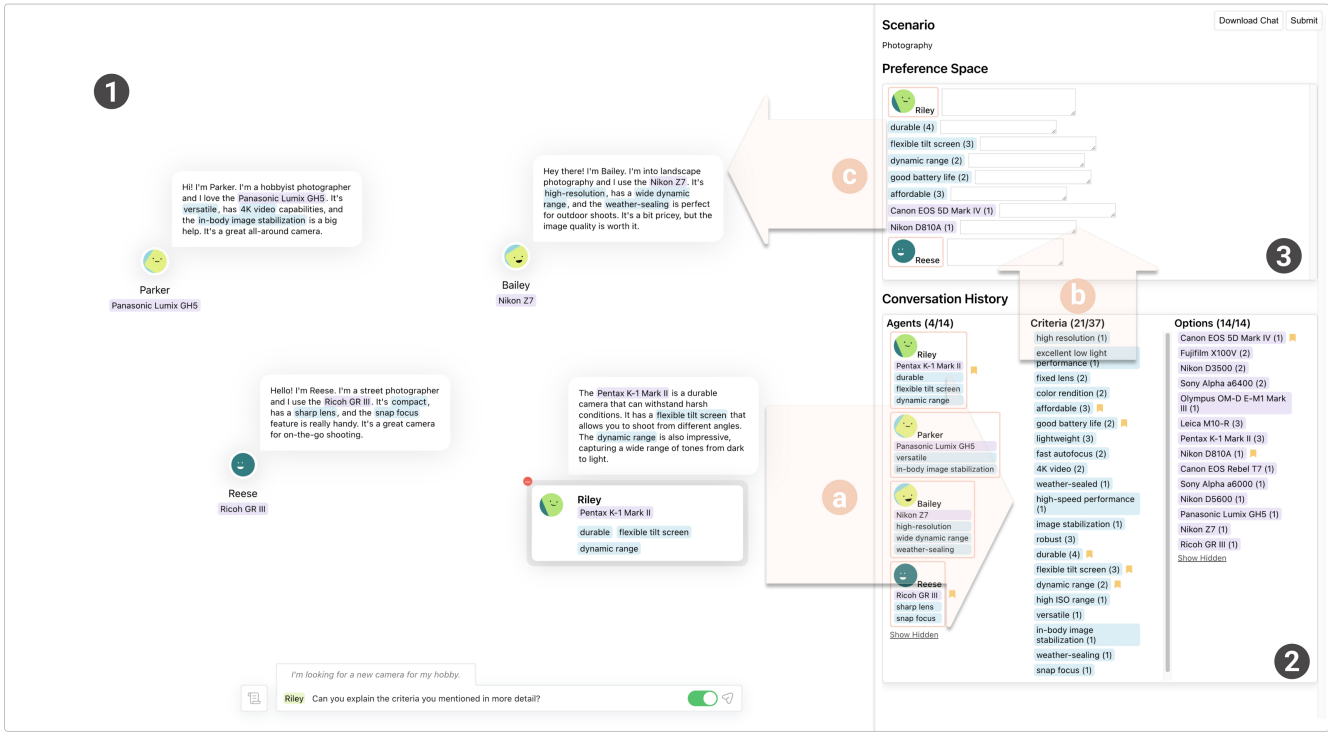 1
Hi! I'm Parker. I'm a hobbyist photographer
and I love the Panasonic Lumix GH5. It's
versatile, has 4K video capabilities, and
the in-body image stabilization is a big
help. It's a great all-around camera.
Parker
Panasonic Lumix GH5
Hey there! I'm Bailey. I'm into landscape
photography and I use the Nikon Z7. It's
high-resolution, has a wide dynamic
range, and the weather-sealing is perfect
for outdoor shoots. It's a bit pricey, but the
image quality is worth it.
Bailey
Nikon Z7
Hello! I'm Reese. I'm a street photographer
and I use the Ricoh GR III. It's compact,
has a sharp lens, and the snap focus
feature is really handy. It's a great camera
for on-the-go shooting.
Reese
Ricoh GR III
The Pentax K-1 Mark II is a durable
camera that can withstand harsh
conditions. It has a flexible tilt screen that
allows you to shoot from different angles.
The dynamic range is also impressive,
capturing a wide range of tones from dark
to light.
Riley
Pentax K-1 Mark II
durable flexible tilt screen
dynamic range
I'm looking for a new camera for my hobby.
Riley Can you explain the criteria you mentioned in more detail?
a
b
c
Download Chat Submit
Scenario
Photography
Preference Space
Riley
durable (4)
flexible tilt screen (3)
dynamic range (2)
good battery life (2)
affordable (3)
Canon EOS 5D Mark IV (1)
Nikon D810A (1)
Reese
3
Conversation History
Agents (4/14)
Riley
Pentax K-1 Mark II
durable
flexible tilt screen
dynamic range
Parker
Panasonic Lumix GH5
versatile
in-body image stabilization
Bailey
Nikon Z7
high-resolution
wide dynamic range
weather-sealing
Reese
Ricoh GR III
sharp lens
snap focus
Show Hidden
Criteria (21/37)
high resolution (1)
excellent low light
performance (1)
fixed lens (2)
color rendition (2)
affordable (3)
good battery life (2)
lightweight (3)
fast autofocus (2)
4K video (2)
weather-sealed (1)
high-speed performance
(1)
image stabilization (1)
robust (3)
durable (4)
flexible tilt screen (3)
dynamic range (2)
high ISO range (1)
versatile (1)
in-body image
stabilization (1)
weather-sealing (1)
snap focus (1)
Options (14/14)
Canon EOS 5D Mark IV (1)
Fujifilm X100V (2)
Nikon D3500 (2)
Sony Alpha a6400 (2)
Olympus OM-D E-M1 Mark
III (1)
Leica M10-R (3)
Pentax K-1 Mark II (3)
Nikon D810A (1)
Canon EOS Rebel T7 (1)
Sony Alpha a6000 (1)
Nikon D5600 (1)
Panasonic Lumix GH5 (1)
Nikon Z7 (1)
Ricoh GR III (1)
Show Hidden
2